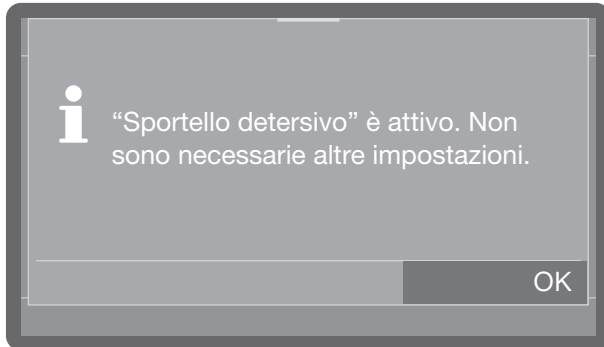 “Sportello detersivo” è attivo. Non
sono necessarie altre impostazioni.
OK